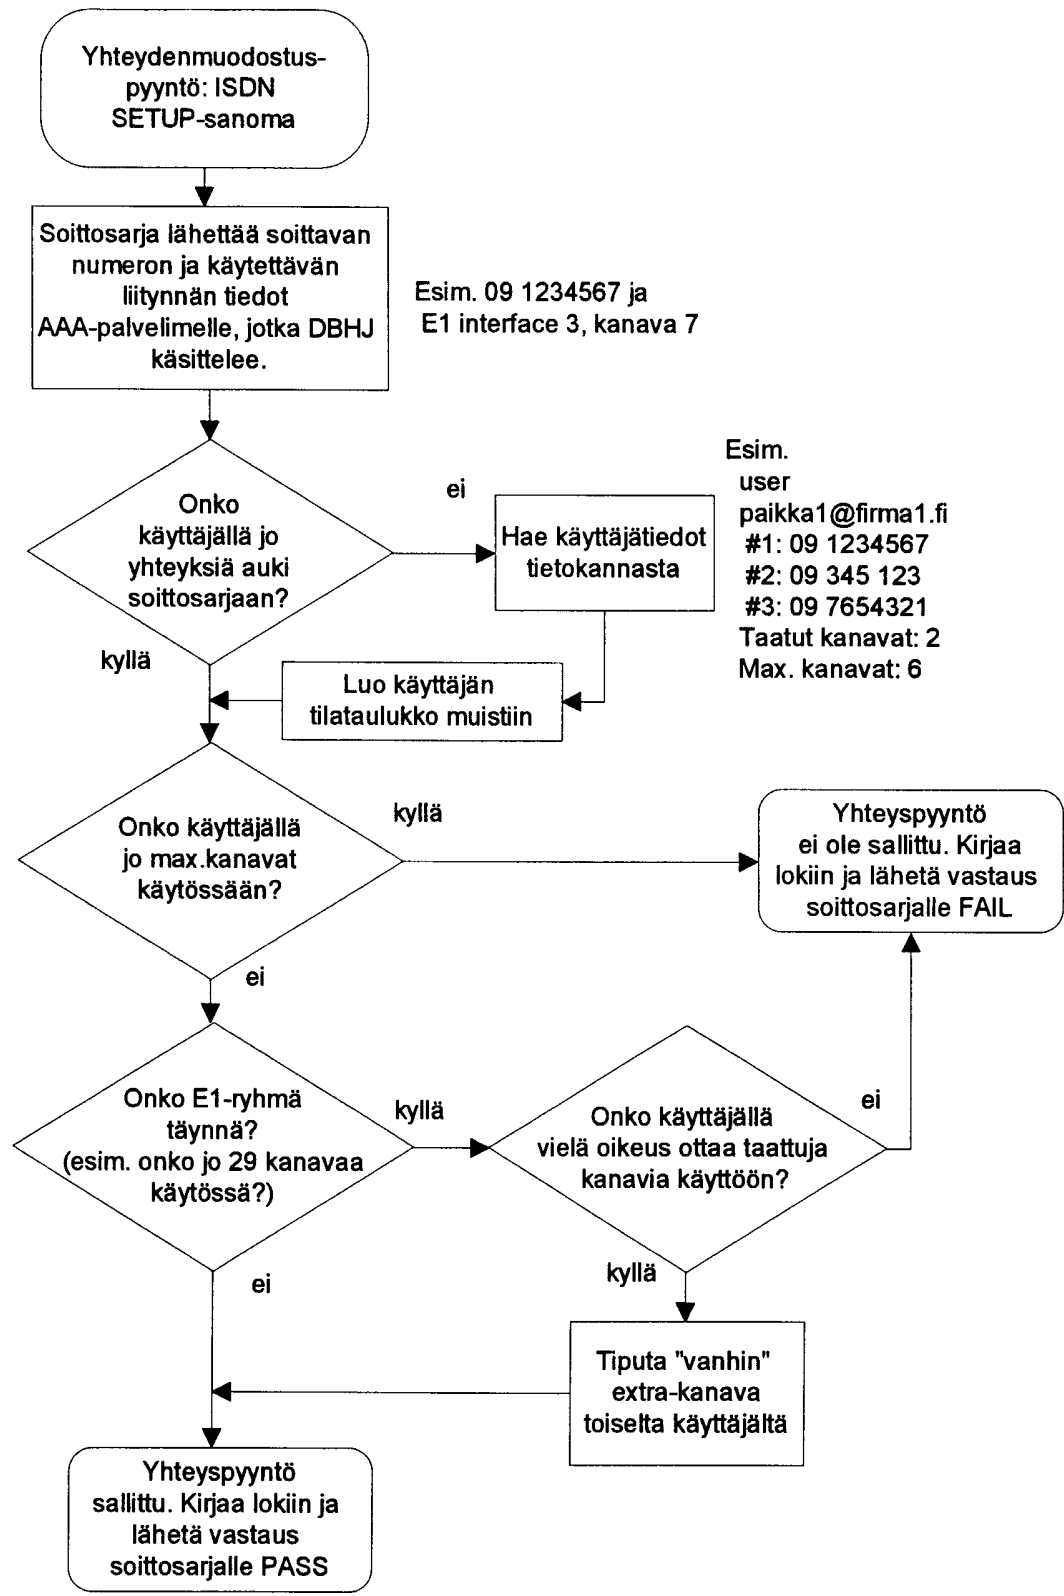 Yhteydenmuodostus-
pyyntö: ISDN
SETUP-sanoma
Soittosarja lähettää soittavan
numeron ja käytettävän
liitynnän tiedot
AAA-palvelimelle, jotka DBHJ
käsittelee.
Esim. 09 1234567 ja
E1 interface 3, kanava 7
Onko
käyttäjällä jo
yhteyksiä auki
soittosarjaan?
ei
kyllä
Hae käyttäjätiedot
tietokannasta
Esim.
user
paikka1@firma1.fi
#1: 09 1234567
#2: 09 345 123
#3: 09 7654321
Taatut kanavat: 2
Max. kanavat: 6
Luo käyttäjän
tilataulukko muistiin
Onko käyttäjällä
jo max.kanavat
käytössään?
kyllä
ei
Yhteyspyyntö
ei ole sallittu. Kirjaa
lokiin ja lähetä vastaus
soittosarjalle FAIL
Onko E1-ryhmä
täynnä?
(esim. onko jo 29 kanavaa
käytössä?)
kyllä
ei
Onko käyttäjällä
vielä oikeus ottaa taattuja
kanavia käyttöön?
ei
kyllä
Tiputa "vanhin"
extra-kanava
toiselta käyttäjältä
Yhteyspyyntö
sallittu. Kirjaa lokiin ja
lähetä vastaus
soittosarjalle PASS